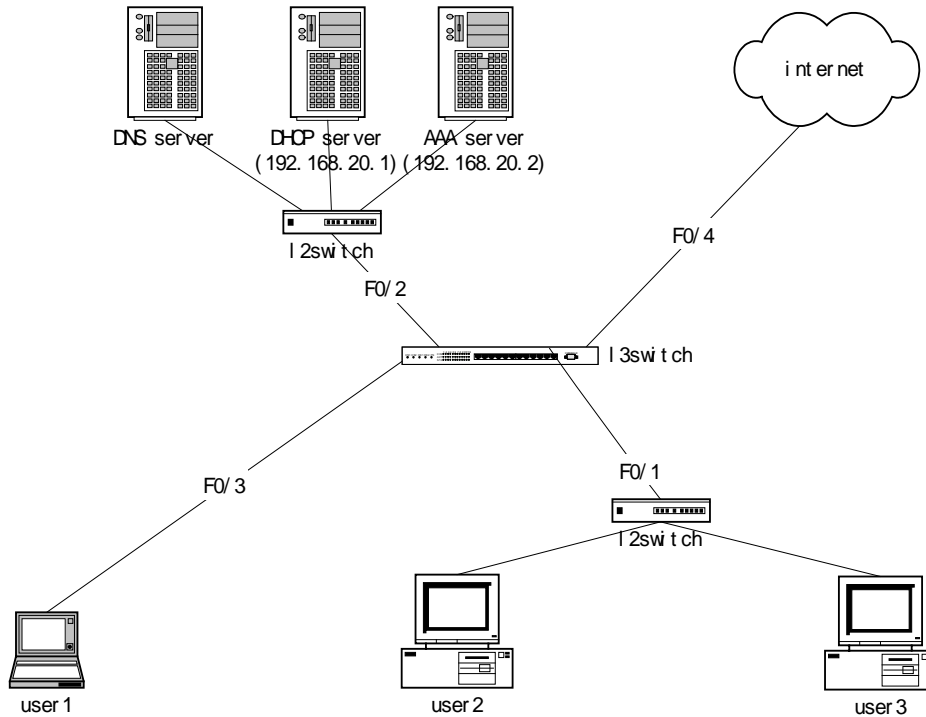 internet
DNS server
DHCP server
(192.168.20.1)
AAA server
(192.168.20.2)
l2switch
F0/4
F0/2
l3switch
F0/3
F0/1
l2switch
user1
user2
user3